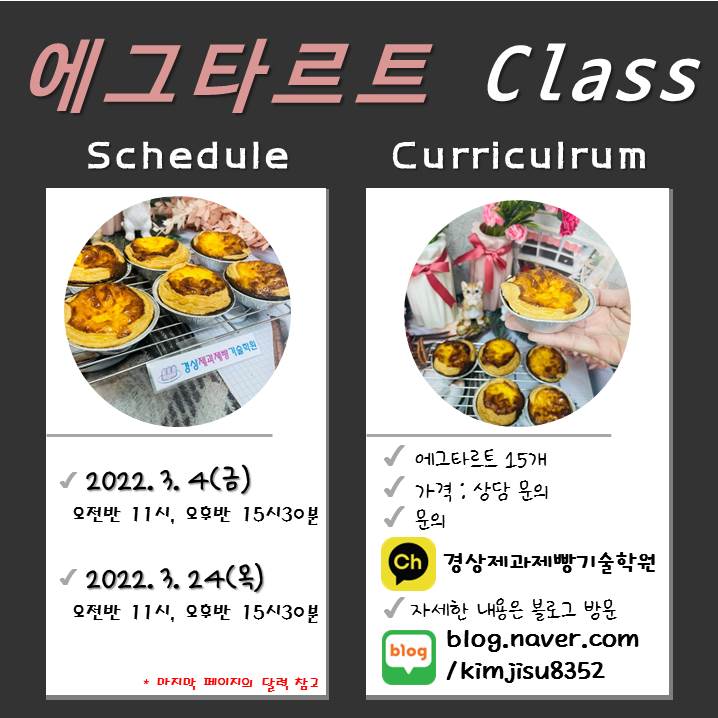 에그타르트 Class
Schedule
경상제과제빵기술학원
2022. 3. 4(금)
오전반 11시, 오후반 15시30분
2022. 3. 24(목)
오전반 11시, 오후반 15시30분
* 마지막 페이지의 달력 참고
Curriculrum
에그타르트 15개
가격 : 상담 문의
문의
Ch
경상제과제빵기술학원
자세한 내용은 블로그 방문
blog
blog.naver.com
/kimjisu8352